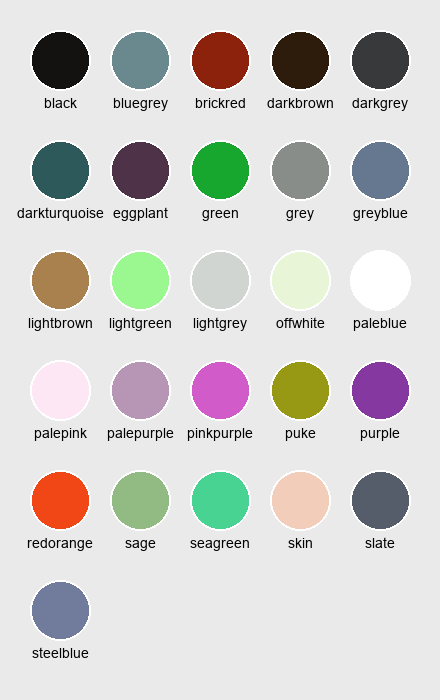 black bluegrey brickred darkbrown darkgrey
darkturquoise eggplant green grey greyblue
lightbrown lightgreen lightgrey offwhite paleblue
palepink palepurple pinkpurple puke purple
redorange sage seagreen skin slate
steelblue